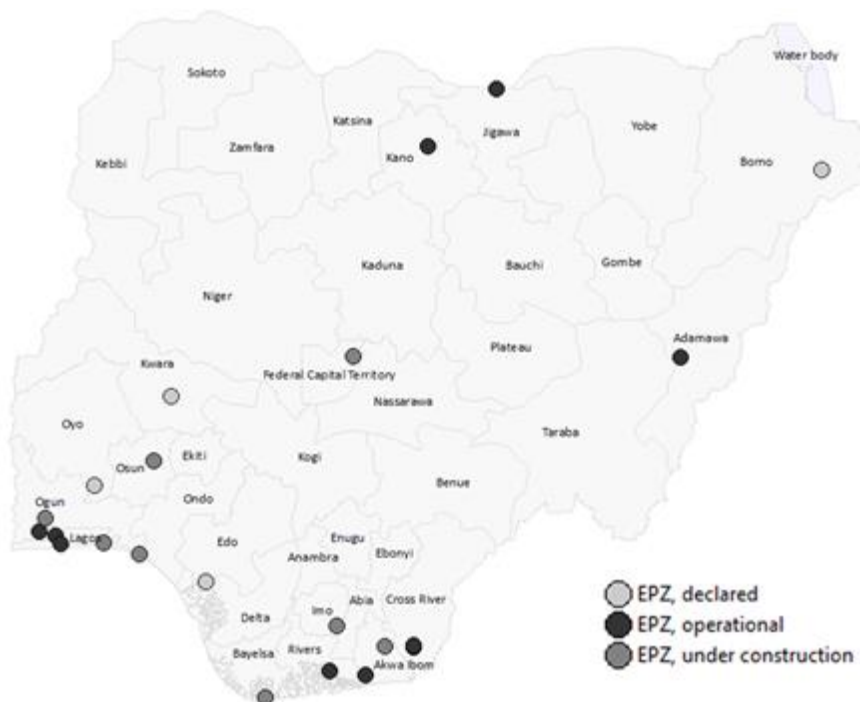 Water body
Sokoto
Katsina
Yobe
Jigawa
Zamfara
Kano
Borno
Kebbi
Kaduna
Bauchi
Gombe
Niger
Adamawa
Plateau
Kwara
Federal Capital Territory
Nassarawa
Oyo
Taraba
Ekiti
Osun
Kogi
Benue
Ondo
Ogun
Lagos
Edo
Enugu
Ebonyi
Anambra
Abia
Cross River
Imo
Delta
Rivers
Bayelsa
Akwa Ibom
EPZ, declared
EPZ, operational
EPZ, under construction